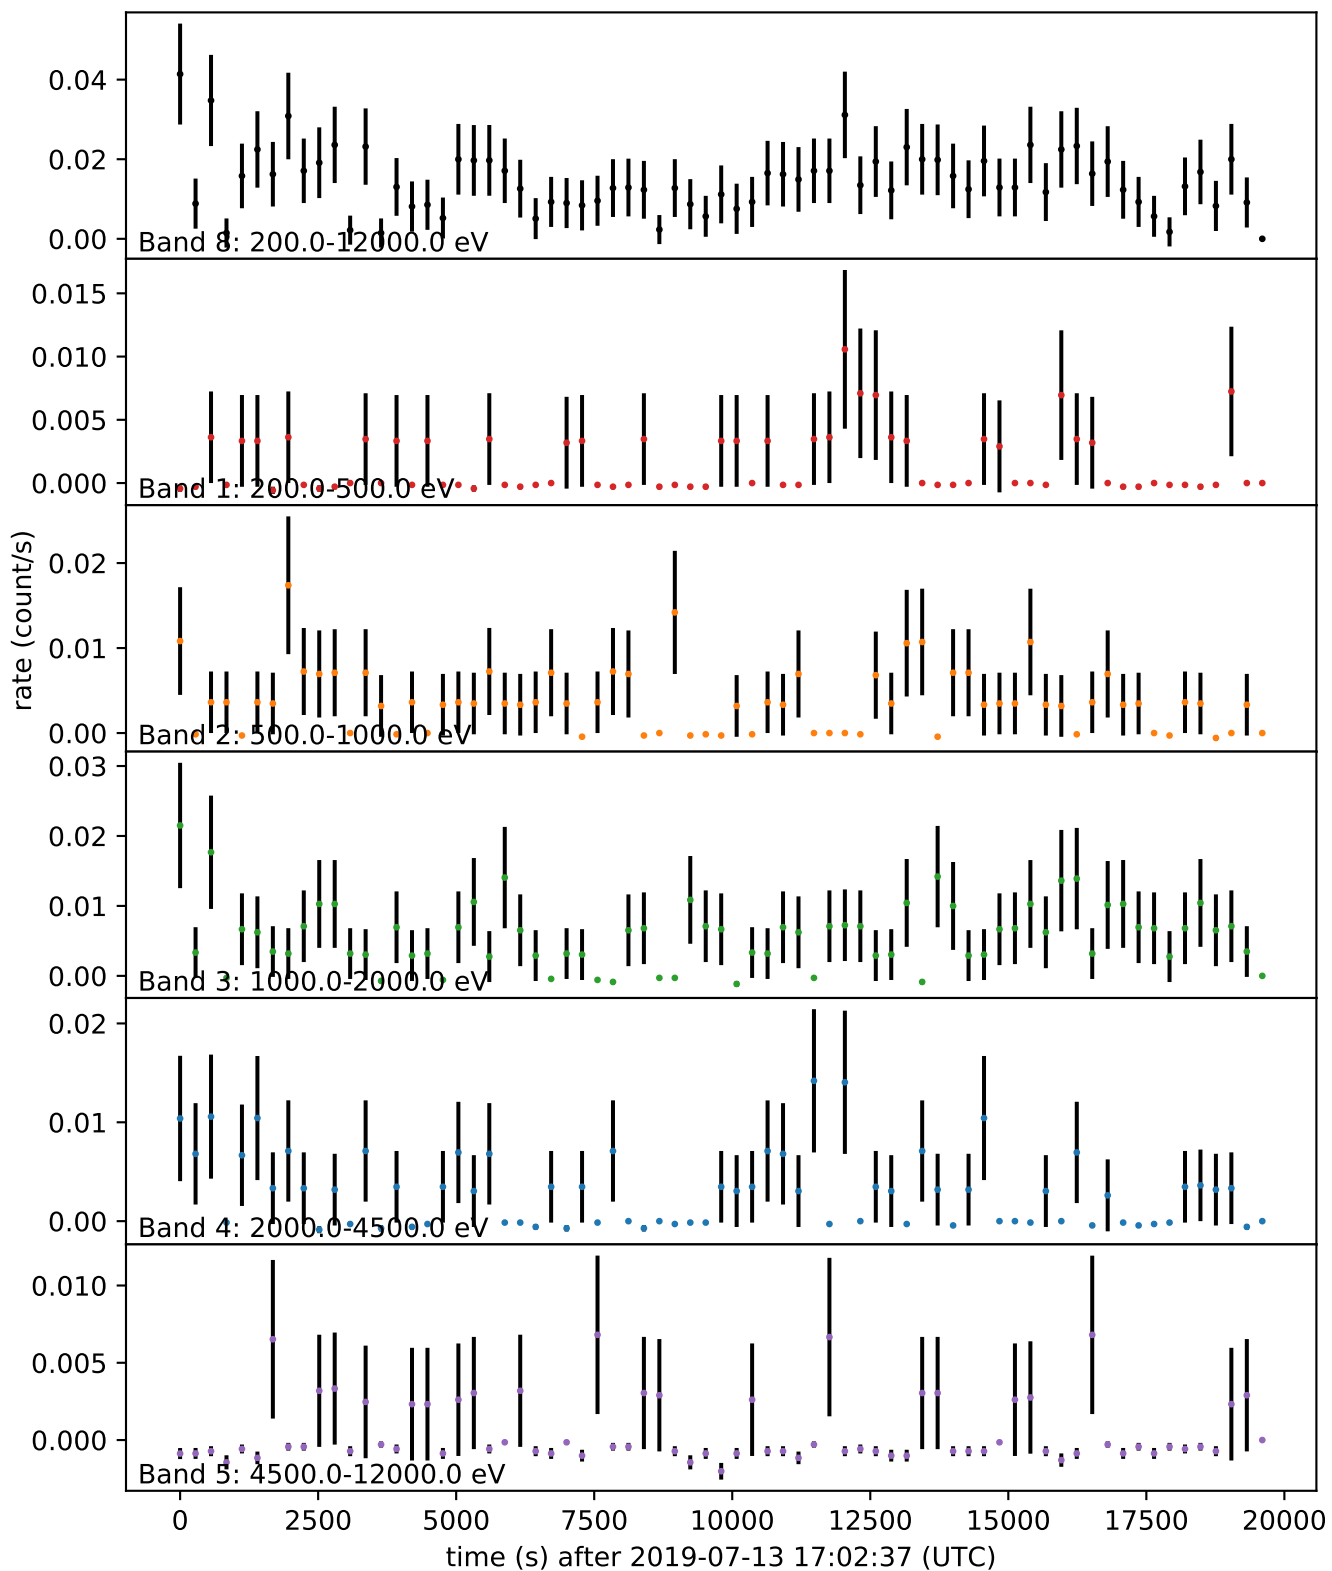 0.04
0.02
0.00
Band 8: 200.0-12000.0 eV
0.015
0.010
0.005
0.000
Band 1: 200.0-500.0 eV
rate (count/s)
0.02
0.01
0.00
Band 2: 500.0-1000.0 eV
0.03
0.02
0.01
0.00
Band 3: 1000.0-2000.0 eV
0.02
0.01
0.00
Band 4: 2000.0-4500.0 eV
0.010
0.005
0.000
Band 5: 4500.0-12000.0 eV
0 2500 5000 7500 10000 12500 15000 17500 20000
time (s) after 2019-07-13 17:02:37 (UTC)